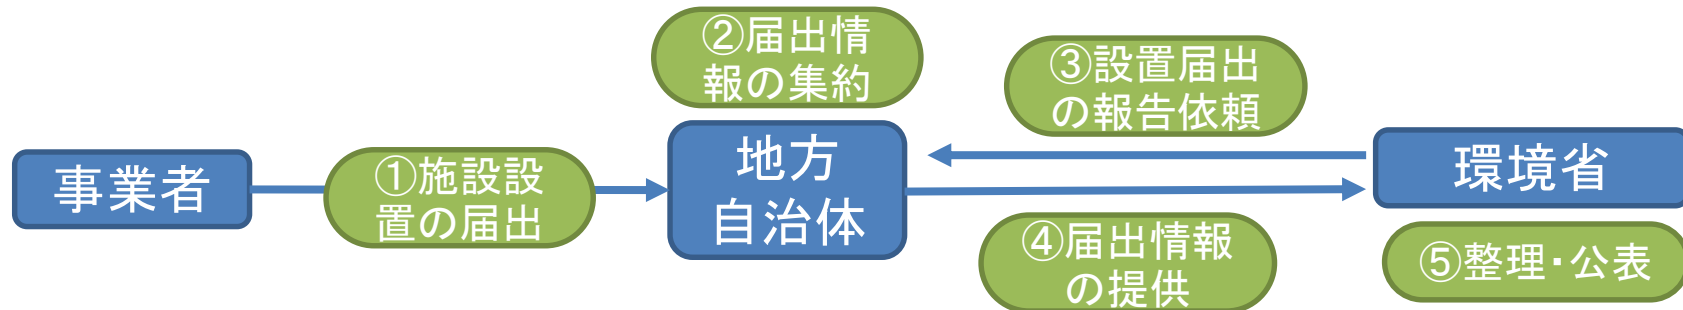 事業者
①施設設
置の届出
②届出情
報の集約
地方
自治体
③設置届出
の報告依頼
④届出情報
の提供
環境省
⑤整理・公表